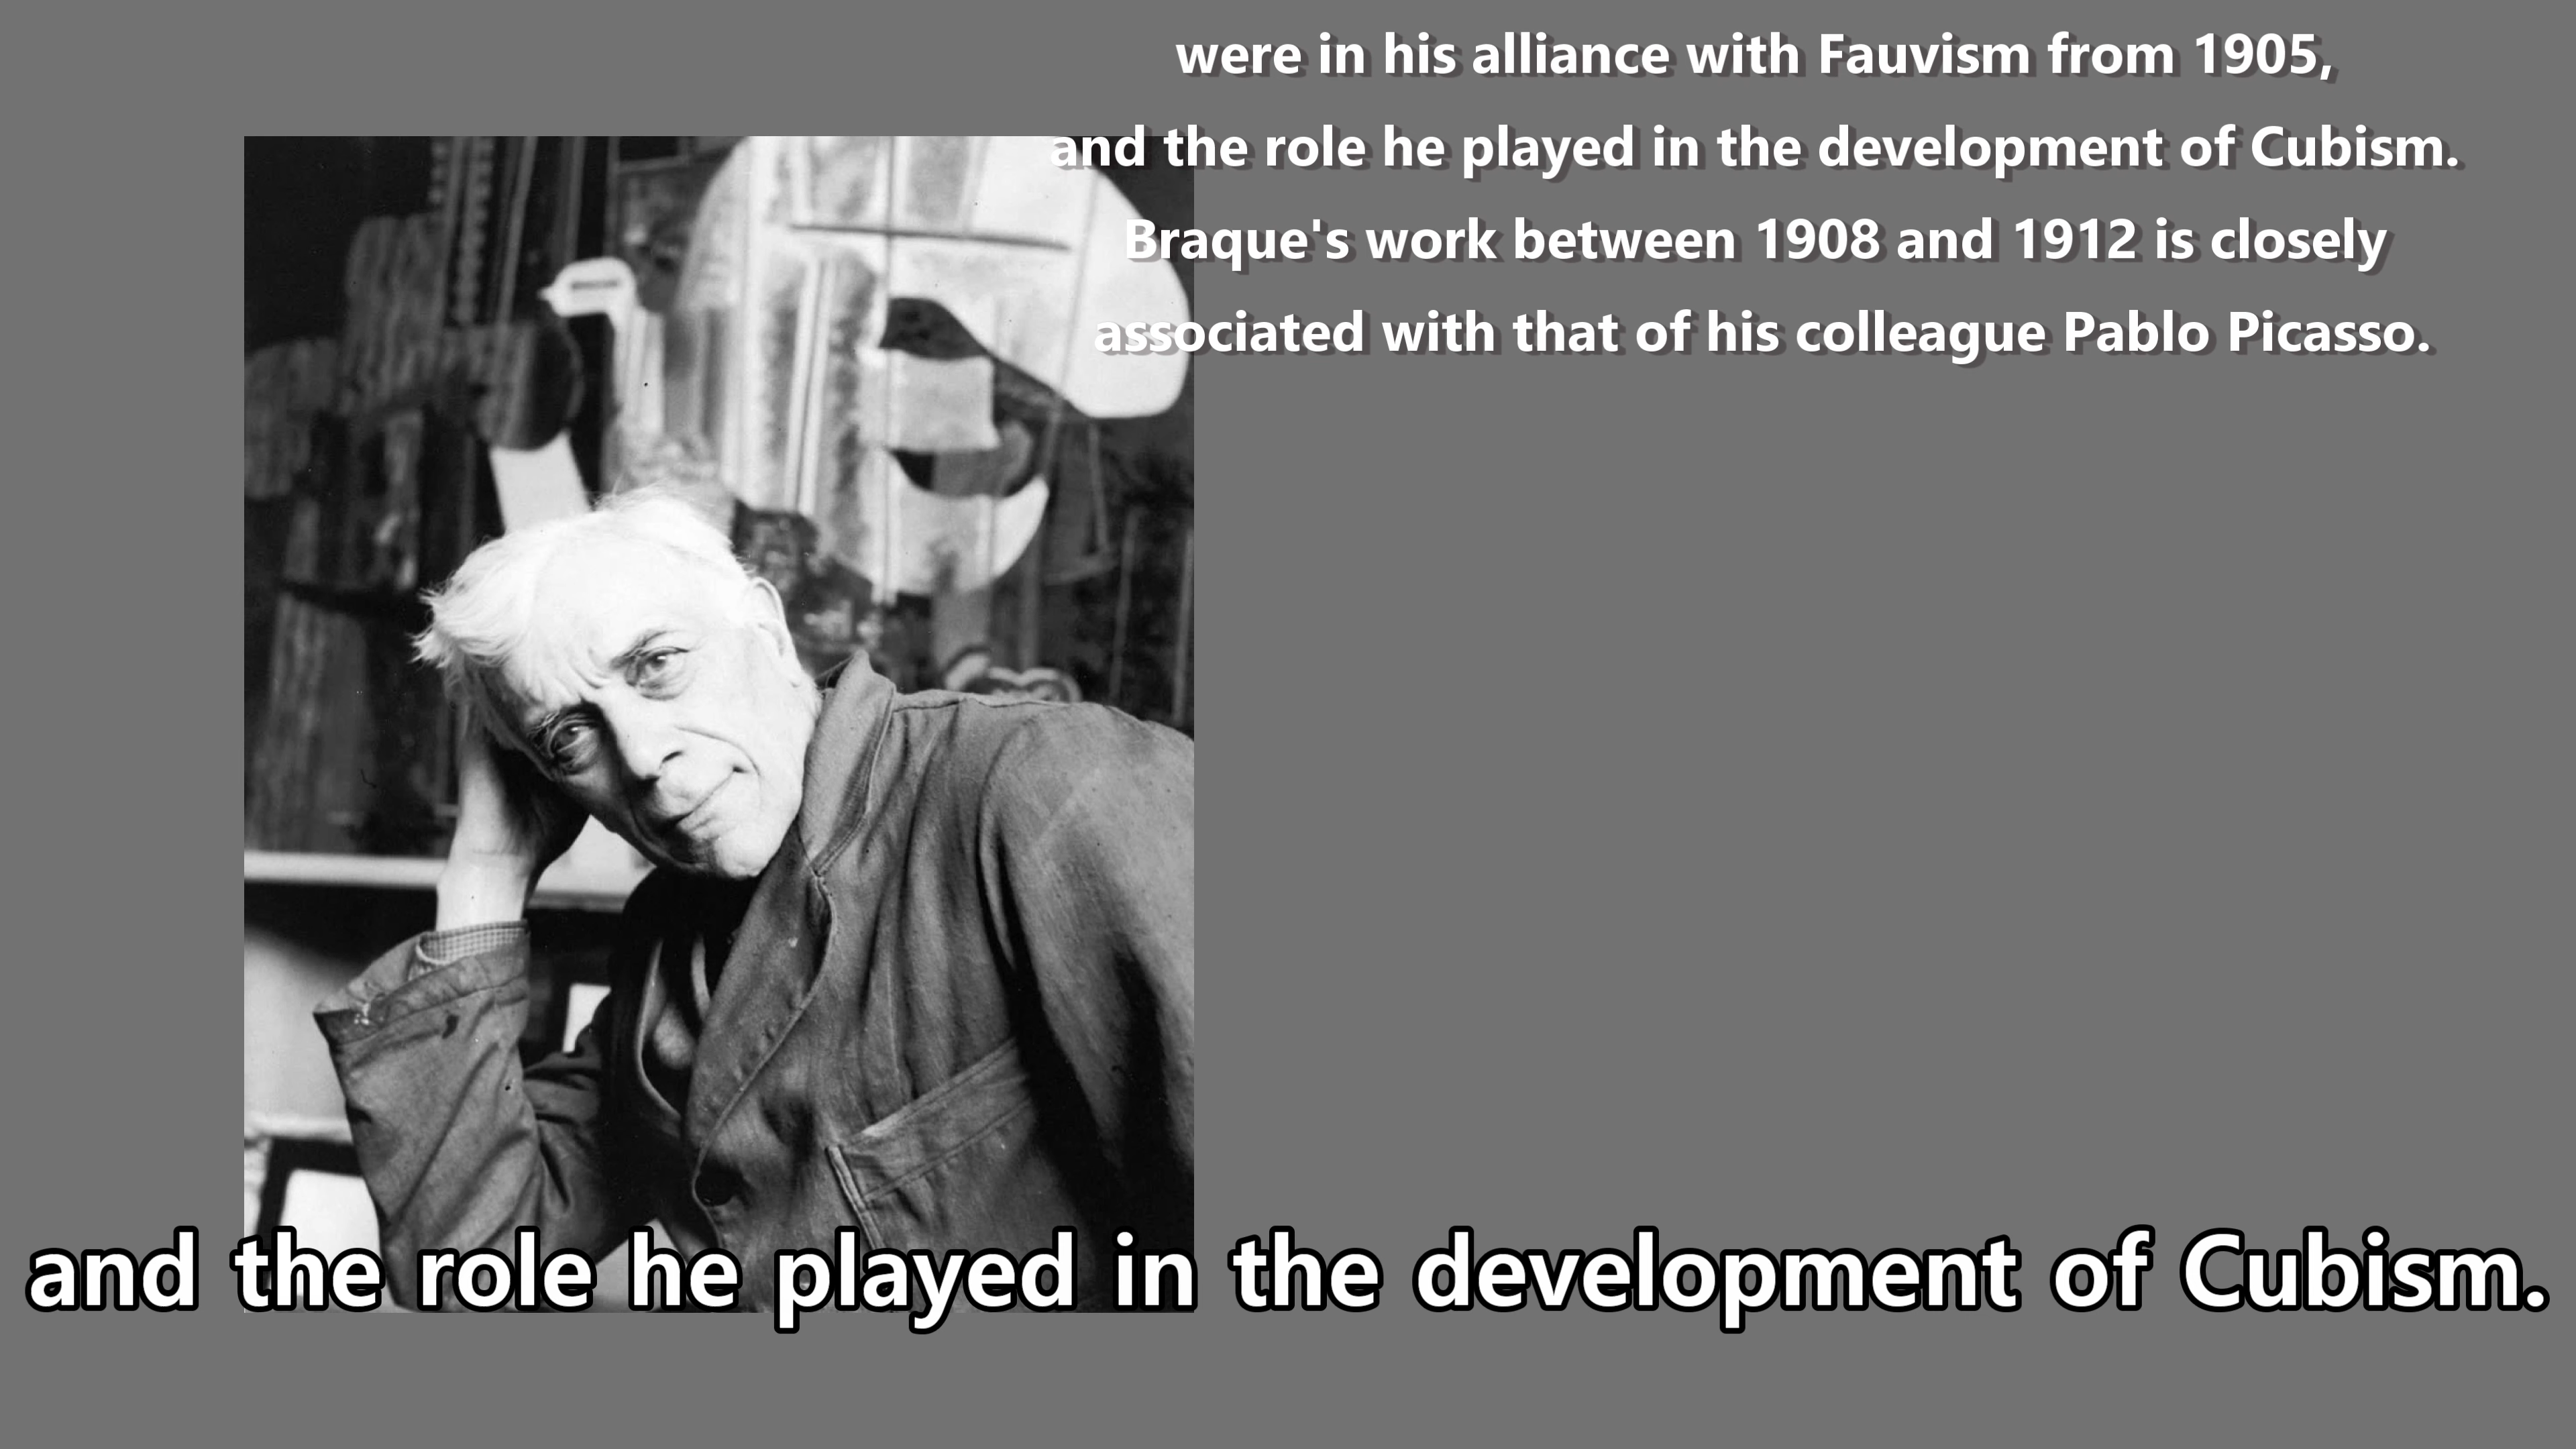 were in his alliance with Fauvism from 1905,
and the role he played in the development of Cubism.
Braque's work between 1908 and 1912 is closely
associated with that of his colleague Pablo Picasso.
and the role he played in the development of Cubism.